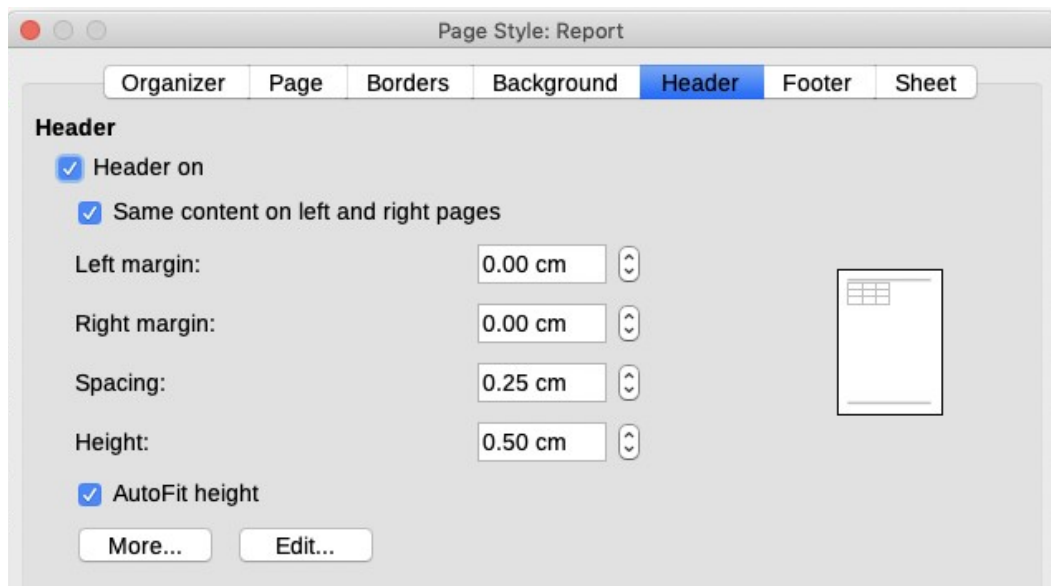 Page Style: Report
Organizer Page Borders Background Header Footer Sheet
Header
Header on
Same content on left and right pages
Left margin: 0.00 cm
Right margin: 0.00 cm
Spacing: 0.25 cm
Height: 0.50 cm
AutoFit height
More... Edit...